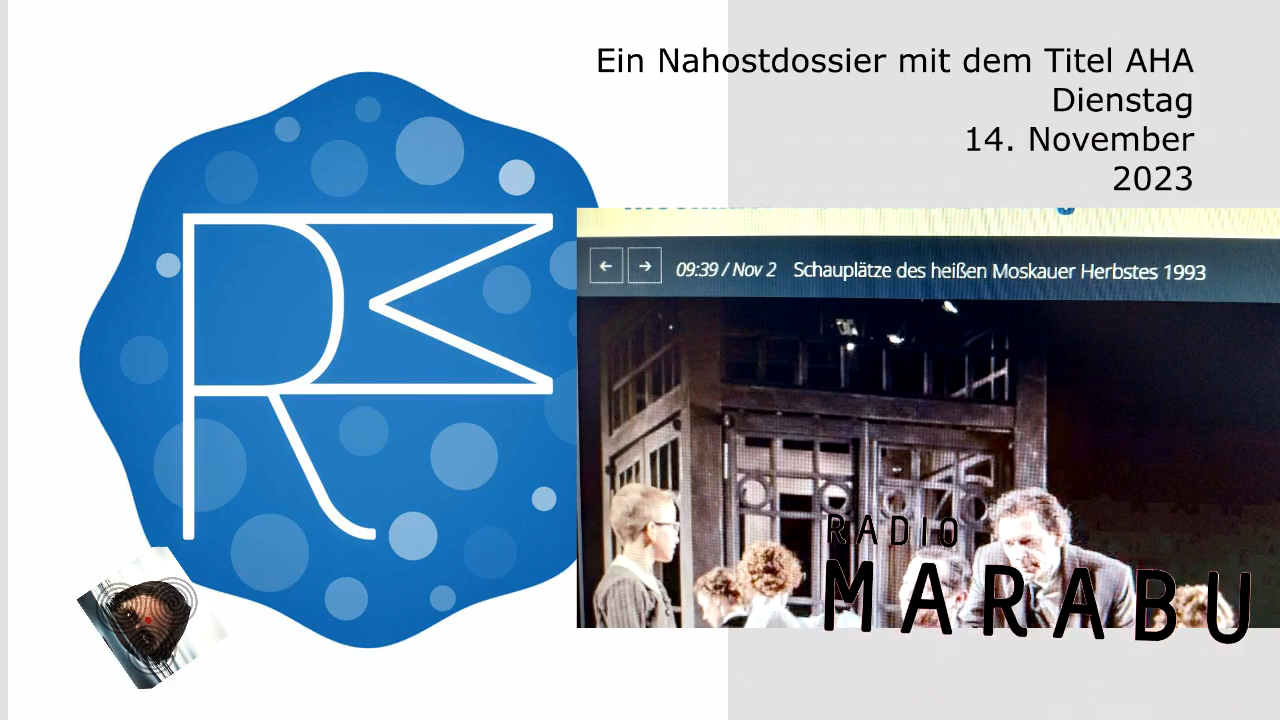 Ein Nahostdossier mit dem Titel AHA
Dienstag
14. November
2023
09:39 / Nov 2 Schauplätze des heißen Moskauer Herbstes 1993
RADIO
MARABU